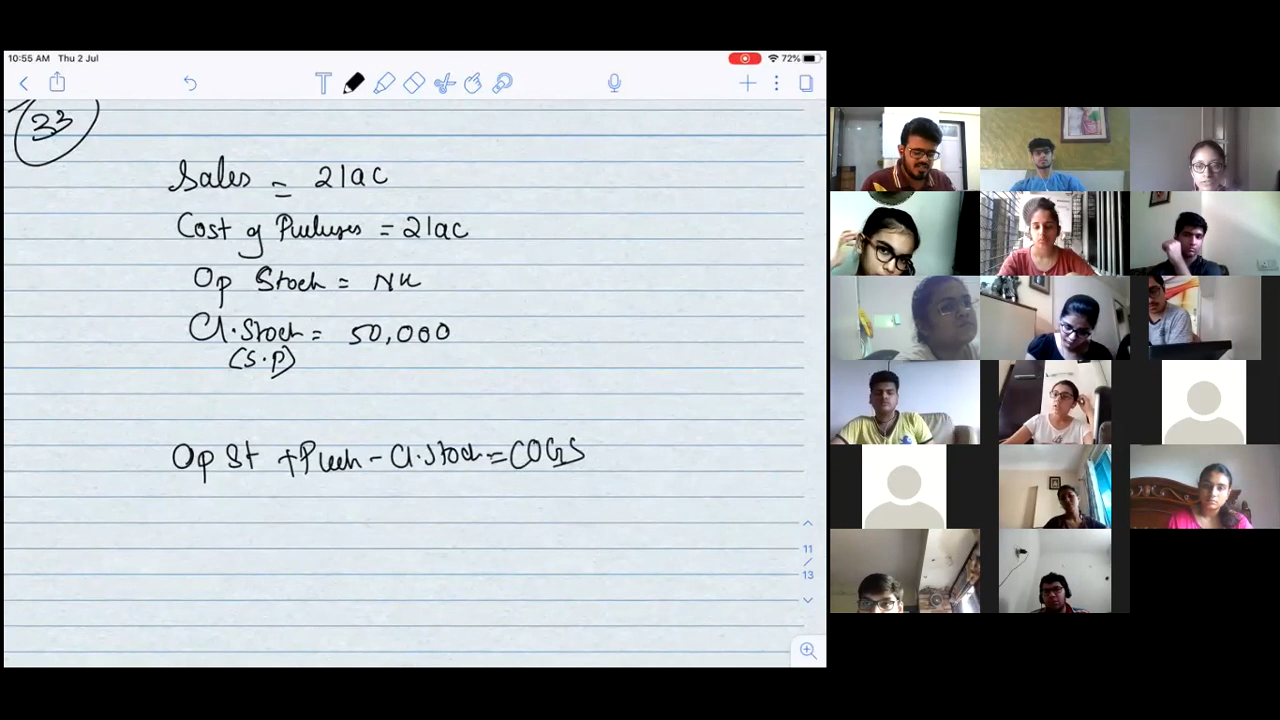 10:55 AM Thu 2 Jul
72%
33
Sales = 2lac
Cost of Purchases = 2lac
Op Stock = Nil
Cl. Stock = 50,000
(S.P)
Op St + Purch - Cl. Stock = COGS
11
/
13